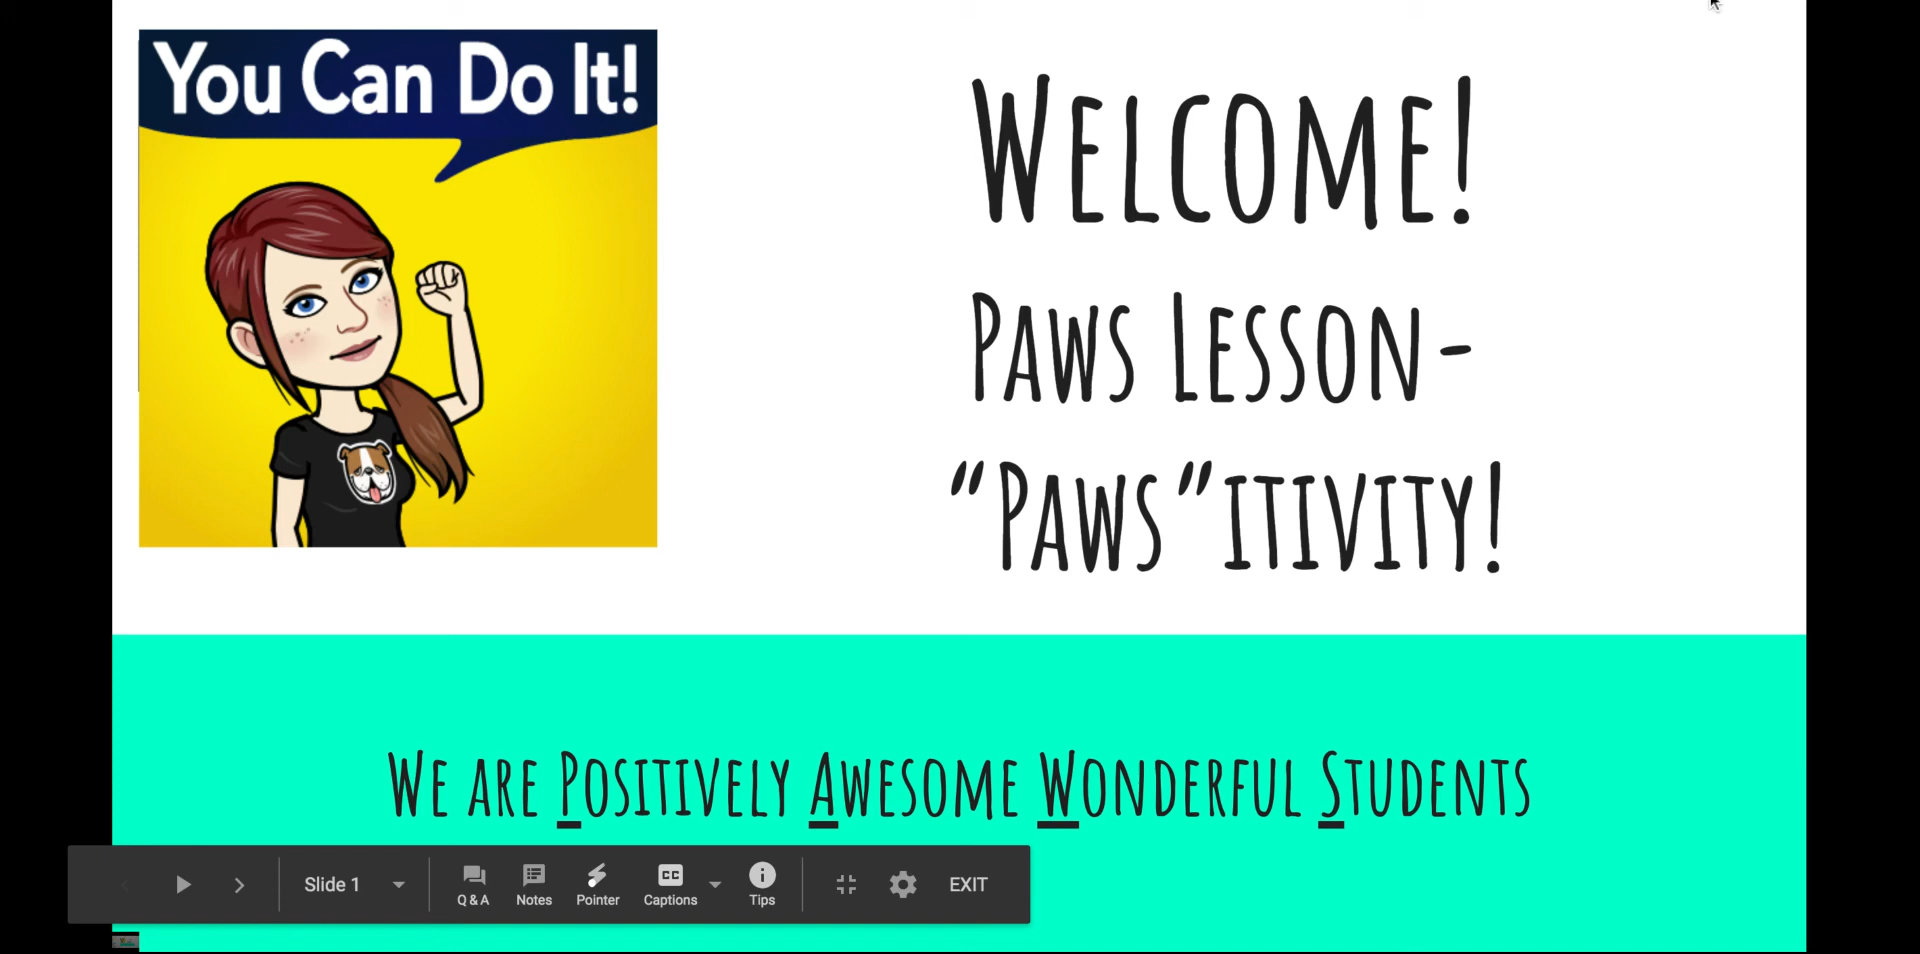 You Can Do It!
Welcome!
Paws Lesson-
“Paws”itivity!
We are Positively Awesome Wonderful Students
Slide 1
Q & A
Notes
Pointer
CC
Captions
Tips
EXIT